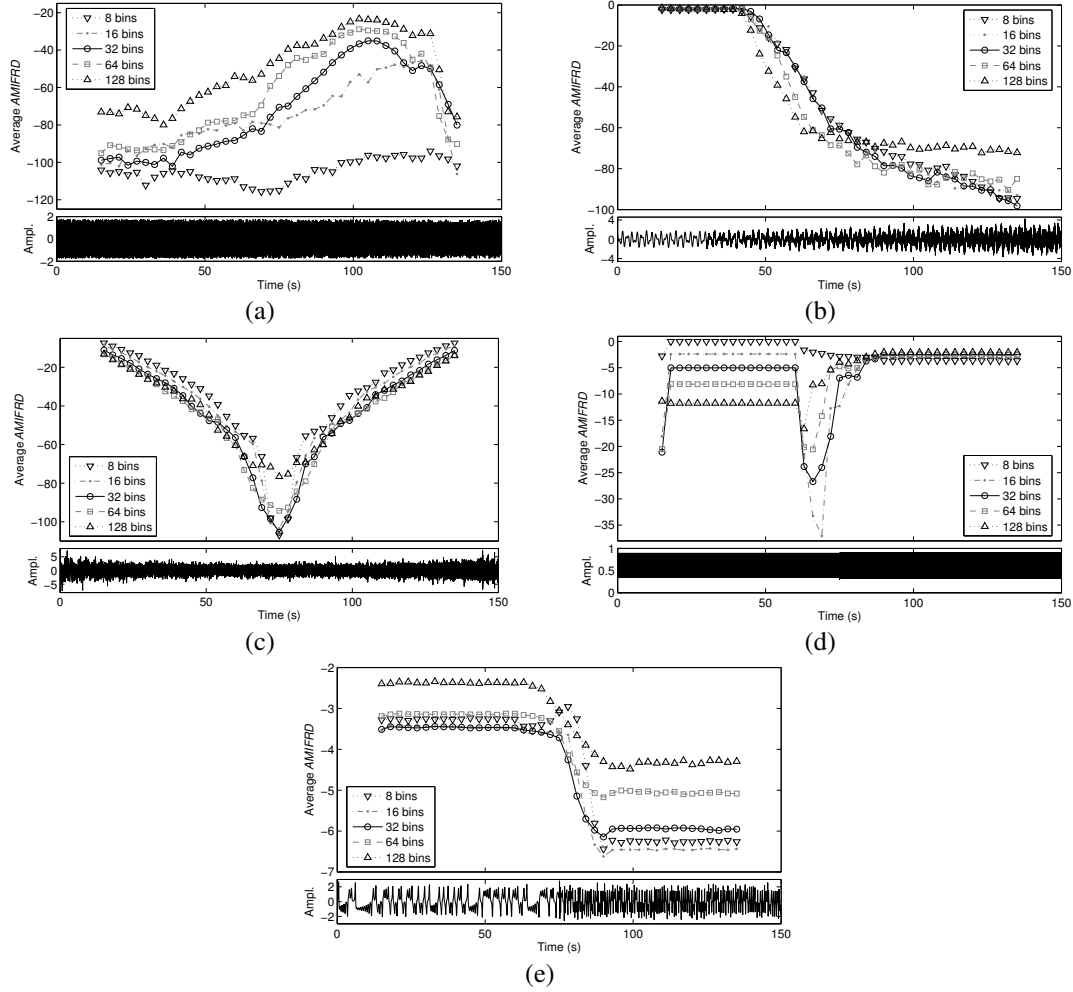 8 bins
16 bins
32 bins
64 bins
128 bins
Average AMIFRD
−20
−40
−60
−80
−100
−120
Ampl.
2
0
−2
0 50 100 150
Time (s)
(a)
8 bins
16 bins
32 bins
64 bins
128 bins
Average AMIFRD
0
−20
−40
−60
−80
−100
Ampl.
4
0
−4
0 50 100 150
Time (s)
(b)
Average AMIFRD
−20
−40
−60
−80
−100
8 bins
16 bins
32 bins
64 bins
128 bins
Ampl.
5
0
−5
0 50 100 150
Time (s)
(c)
Average AMIFRD
0
−5
−10
−15
−20
−25
−30
−35
8 bins
16 bins
32 bins
64 bins
128 bins
Ampl.
1
0.5
0
0 50 100 150
Time (s)
(d)
Average AMIFRD
−2
−3
−4
−5
−6
−7
8 bins
16 bins
32 bins
64 bins
128 bins
Ampl.
2
0
−2
0 50 100 150
Time (s)
(e)